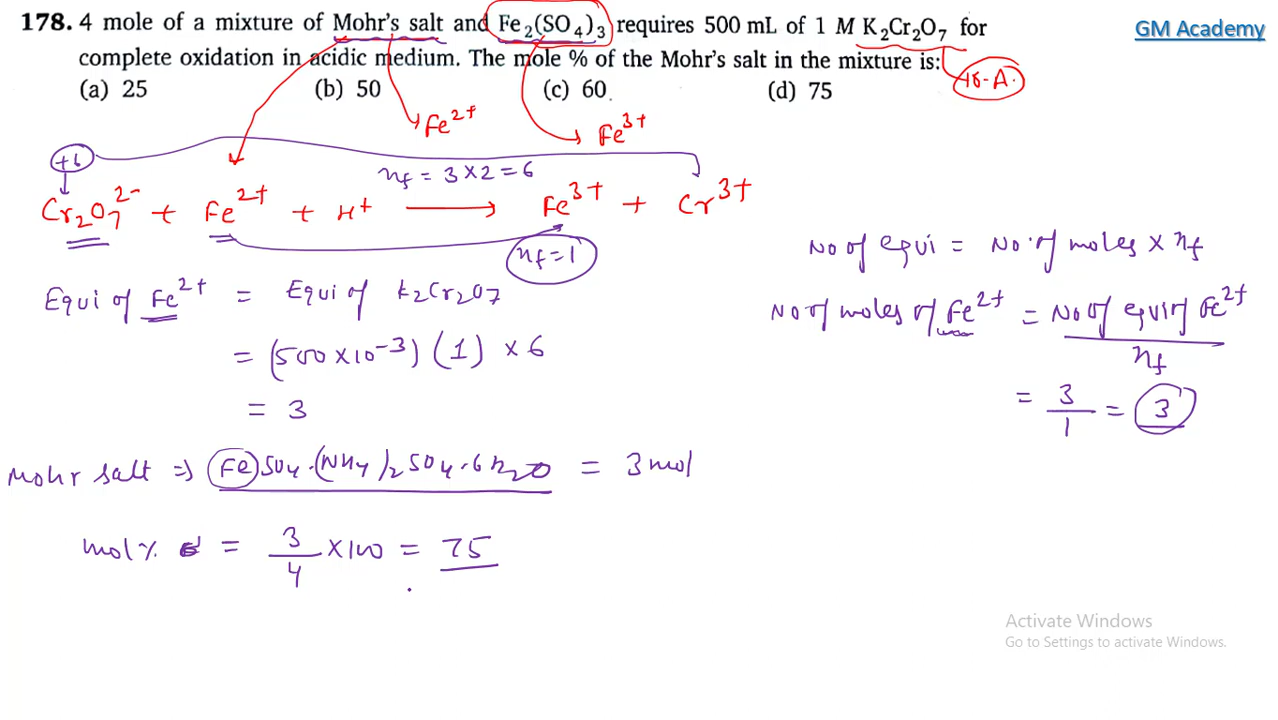 178. 4 mole of a mixture of Mohr's salt and Fe2(SO4)3 requires 500 mL of 1 M K2Cr2O7 for
GM Academy
complete oxidation in acidic medium. The mole % of the Mohr's salt in the mixture is:
(a) 25 (b) 50 (c) 60. (d) 75
O-A.
Fe2+ Fe3+
+6
nf = 3×2=6
Cr2O7 2- + Fe2+ + H+ ⟶ Fe3+ + Cr3+
nf=1
No of equi = No. of moles × nf
Equi of Fe2+ = Equi of K2Cr2O7
No of moles of Fe2+ = No of equi of Fe2+ / nf
= (500×10-3) (1) × 6
= 3/1 = 3
= 3
Mohr salt ⇒ FeSO4.(NH4)2SO4.6H2O = 3 mol
mol% = 3/4 ×100 = 75
Activate Windows
Go to Settings to activate Windows.